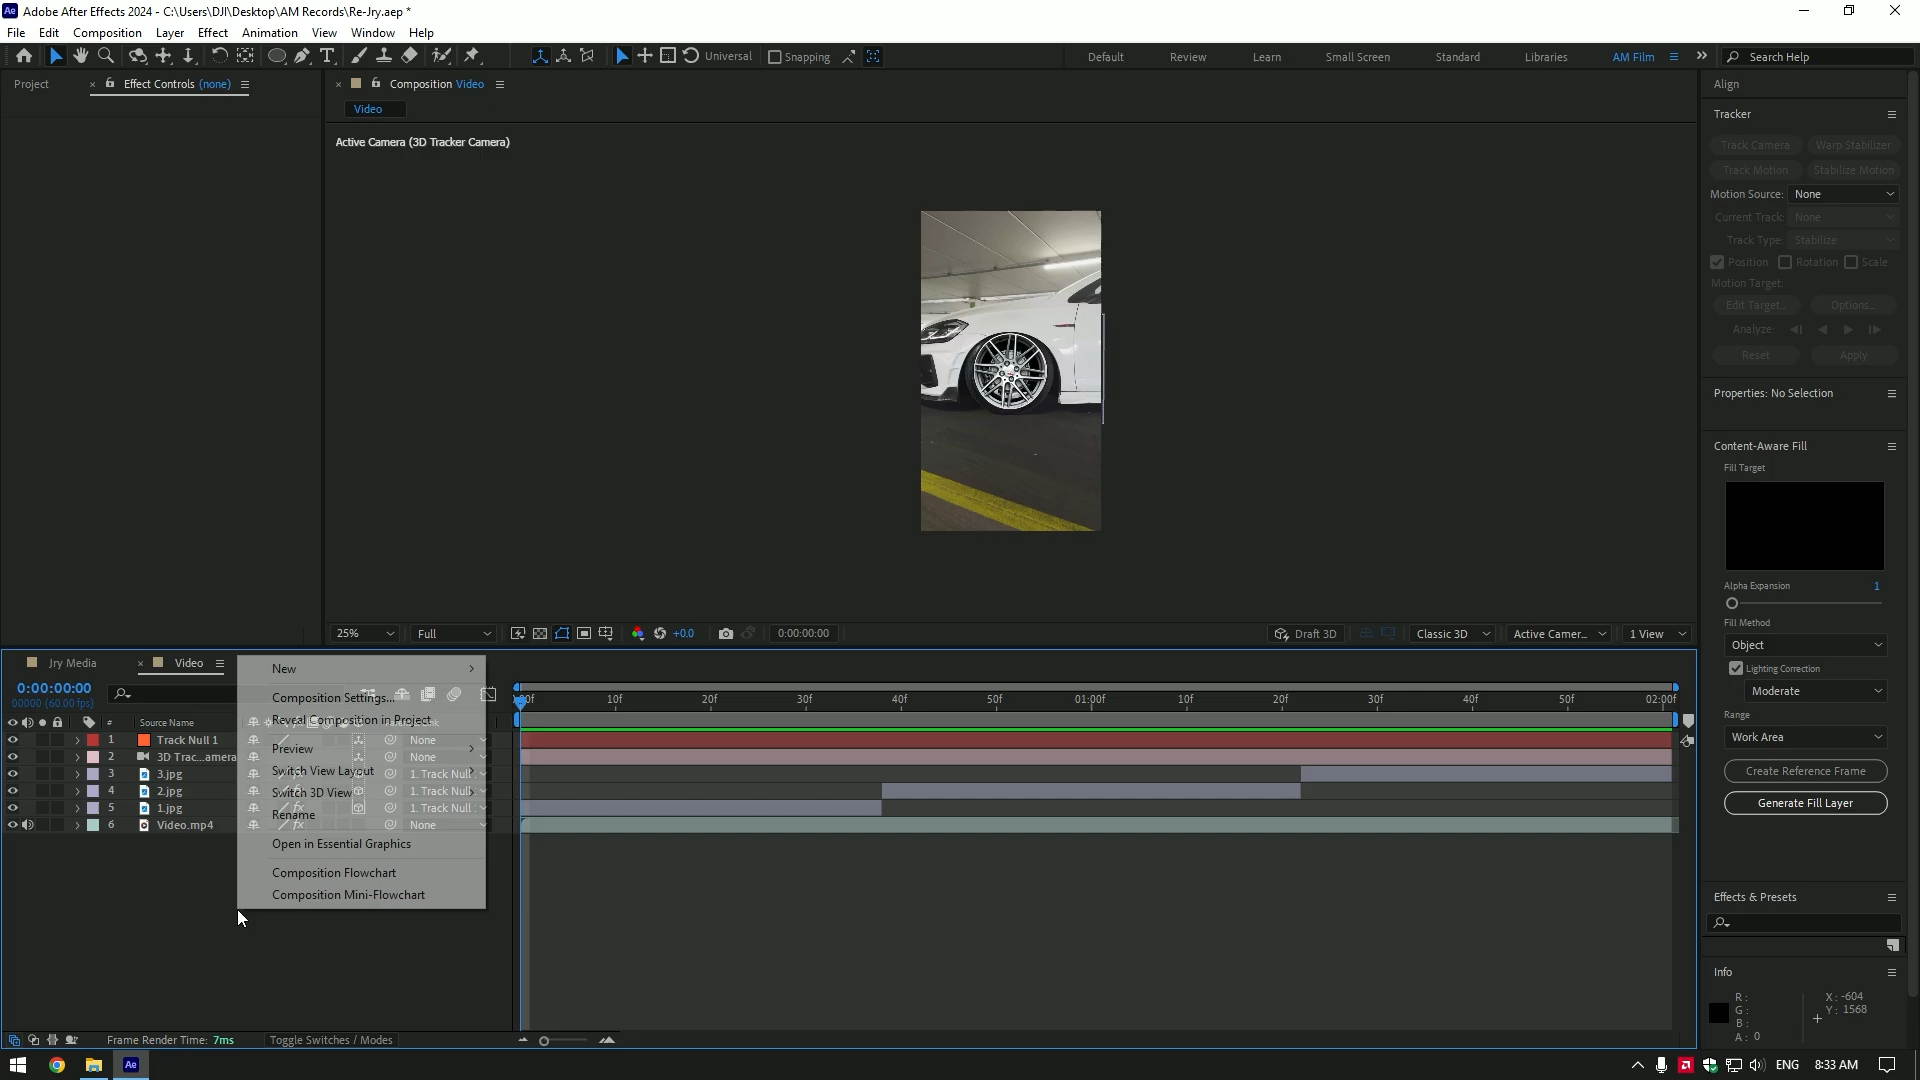 Adobe After Effects 2024 - C:\Users\DJI\Desktop\AM Records\Re-Jry.aep *
File Edit Composition Layer Effect Animation View Window Help
Universal Snapping Default Review Learn Small Screen Standard Libraries AM Film Search Help
Project Effect Controls (none) Composition Video Align
Video
Tracker
Active Camera (3D Tracker Camera)
Track Camera Warp Stabilizer
Track Motion Stabilize Motion
Motion Source: None
Current Track: None
Track Type: Stabilize
Position Rotation Scale
Motion Target:
Edit Target... Options...
Analyze:
Reset Apply
Properties: No Selection
Content-Aware Fill
Fill Target
Alpha Expansion 1
Fill Method
Object
Lighting Correction
Moderate
Range
Work Area
Create Reference Frame
Generate Fill Layer
Effects & Presets
Info
R:
G:
B:
A: 0
X: -604
Y: 1568
25% Full +0.0 0:00:00:00 Draft 3D Classic 3D Active Camer... 1 View
Jry Media Video
0:00:00:00
00000 (60.00 fps)
:00f 10f 20f 30f 40f 50f 01:00f 10f 20f 30f 40f 50f 02:00f
# Source Name
1 Track Null 1 None
2 3D Trac...amera None
3 3.jpg 1. Track Null
4 2.jpg 1. Track Null
5 1.jpg 1. Track Null
6 Video.mp4 None
New
Composition Settings...
Reveal Composition in Project
Preview
Switch View Layout
Switch 3D View
Rename
Open in Essential Graphics
Composition Flowchart
Composition Mini-Flowchart
Frame Render Time: 7ms Toggle Switches / Modes
ENG 8:33 AM